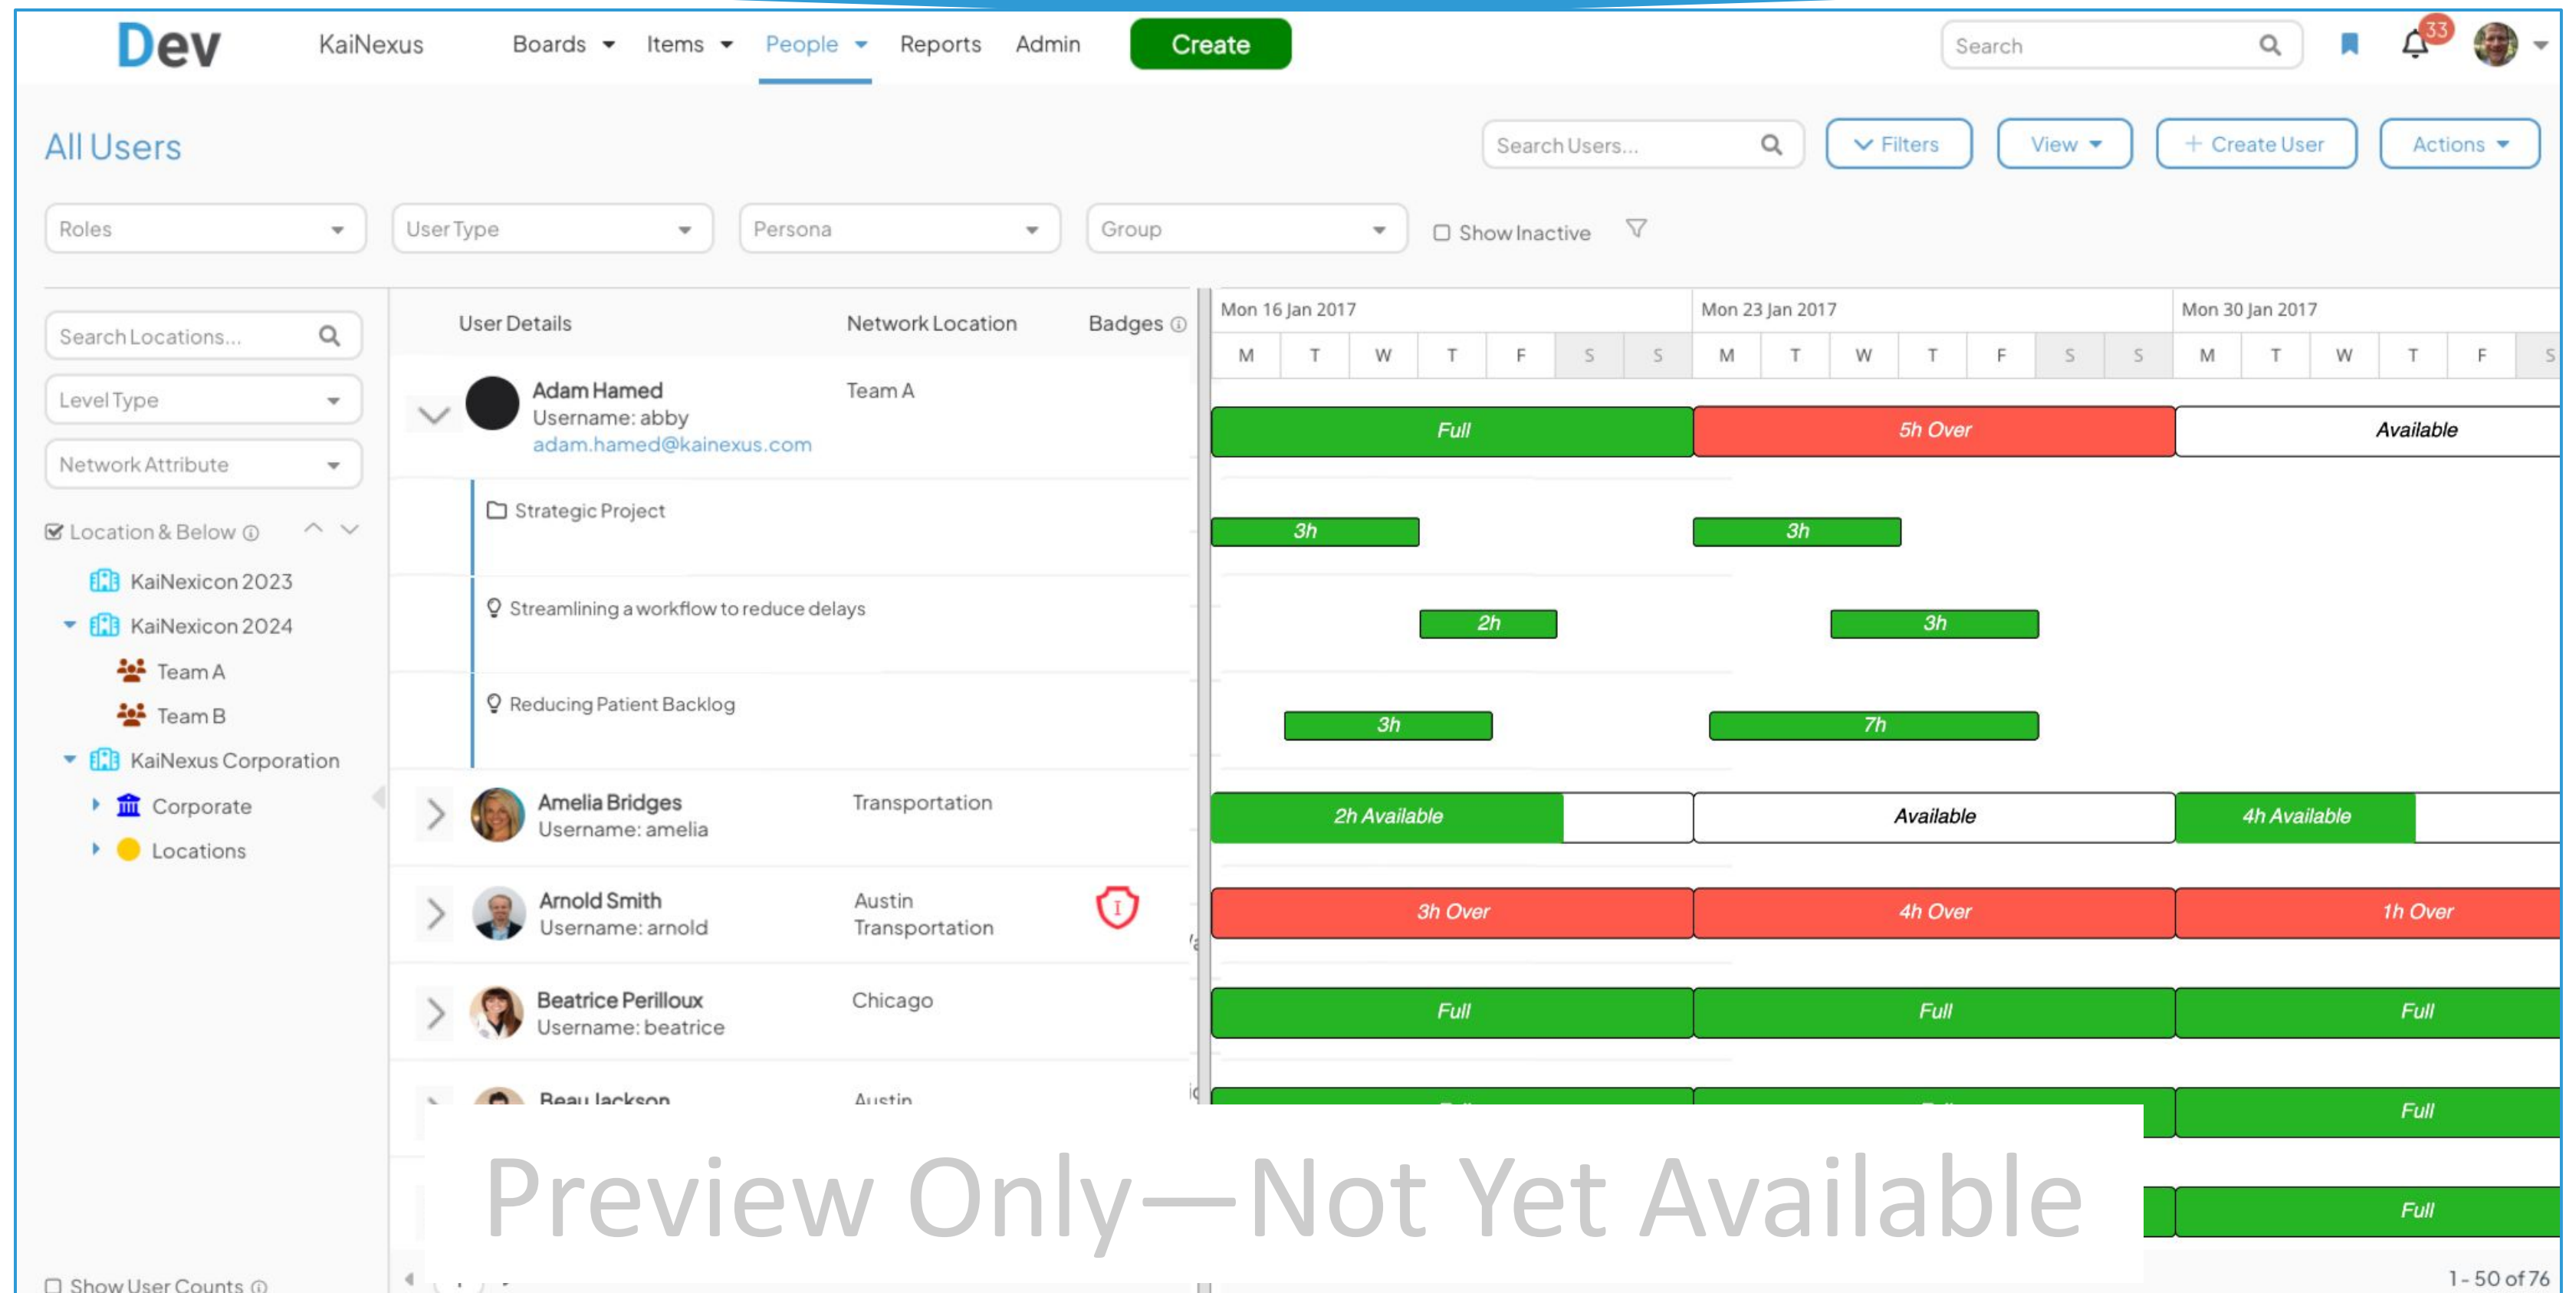 Dev KaiNexus Boards Items People Reports Admin Create Search 33
All Users Search Users... Filters View + Create User Actions
Roles User Type Persona Group Show Inactive
Search Locations...
Level Type
Network Attribute
Location & Below
KaiNexicon 2023
KaiNexicon 2024
Team A
Team B
KaiNexus Corporation
Corporate
Locations
Show User Counts
User Details Network Location Badges
Mon 16 Jan 2017 Mon 23 Jan 2017 Mon 30 Jan 2017
M T W T F S S M T W T F S S M T W T F S
Adam Hamed Team A
Username: abby
adam.hamed@kainexus.com
Full 5h Over Available
Strategic Project
3h 3h
Streamlining a workflow to reduce delays
2h 3h
Reducing Patient Backlog
3h 7h
Amelia Bridges Transportation
Username: amelia
2h Available Available 4h Available
Arnold Smith Austin
Username: arnold Transportation
I
3h Over 4h Over 1h Over
Beatrice Perilloux Chicago
Username: beatrice
Full Full Full
Beau Jackson Austin
Full
Full
Preview Only—Not Yet Available
1 - 50 of 76